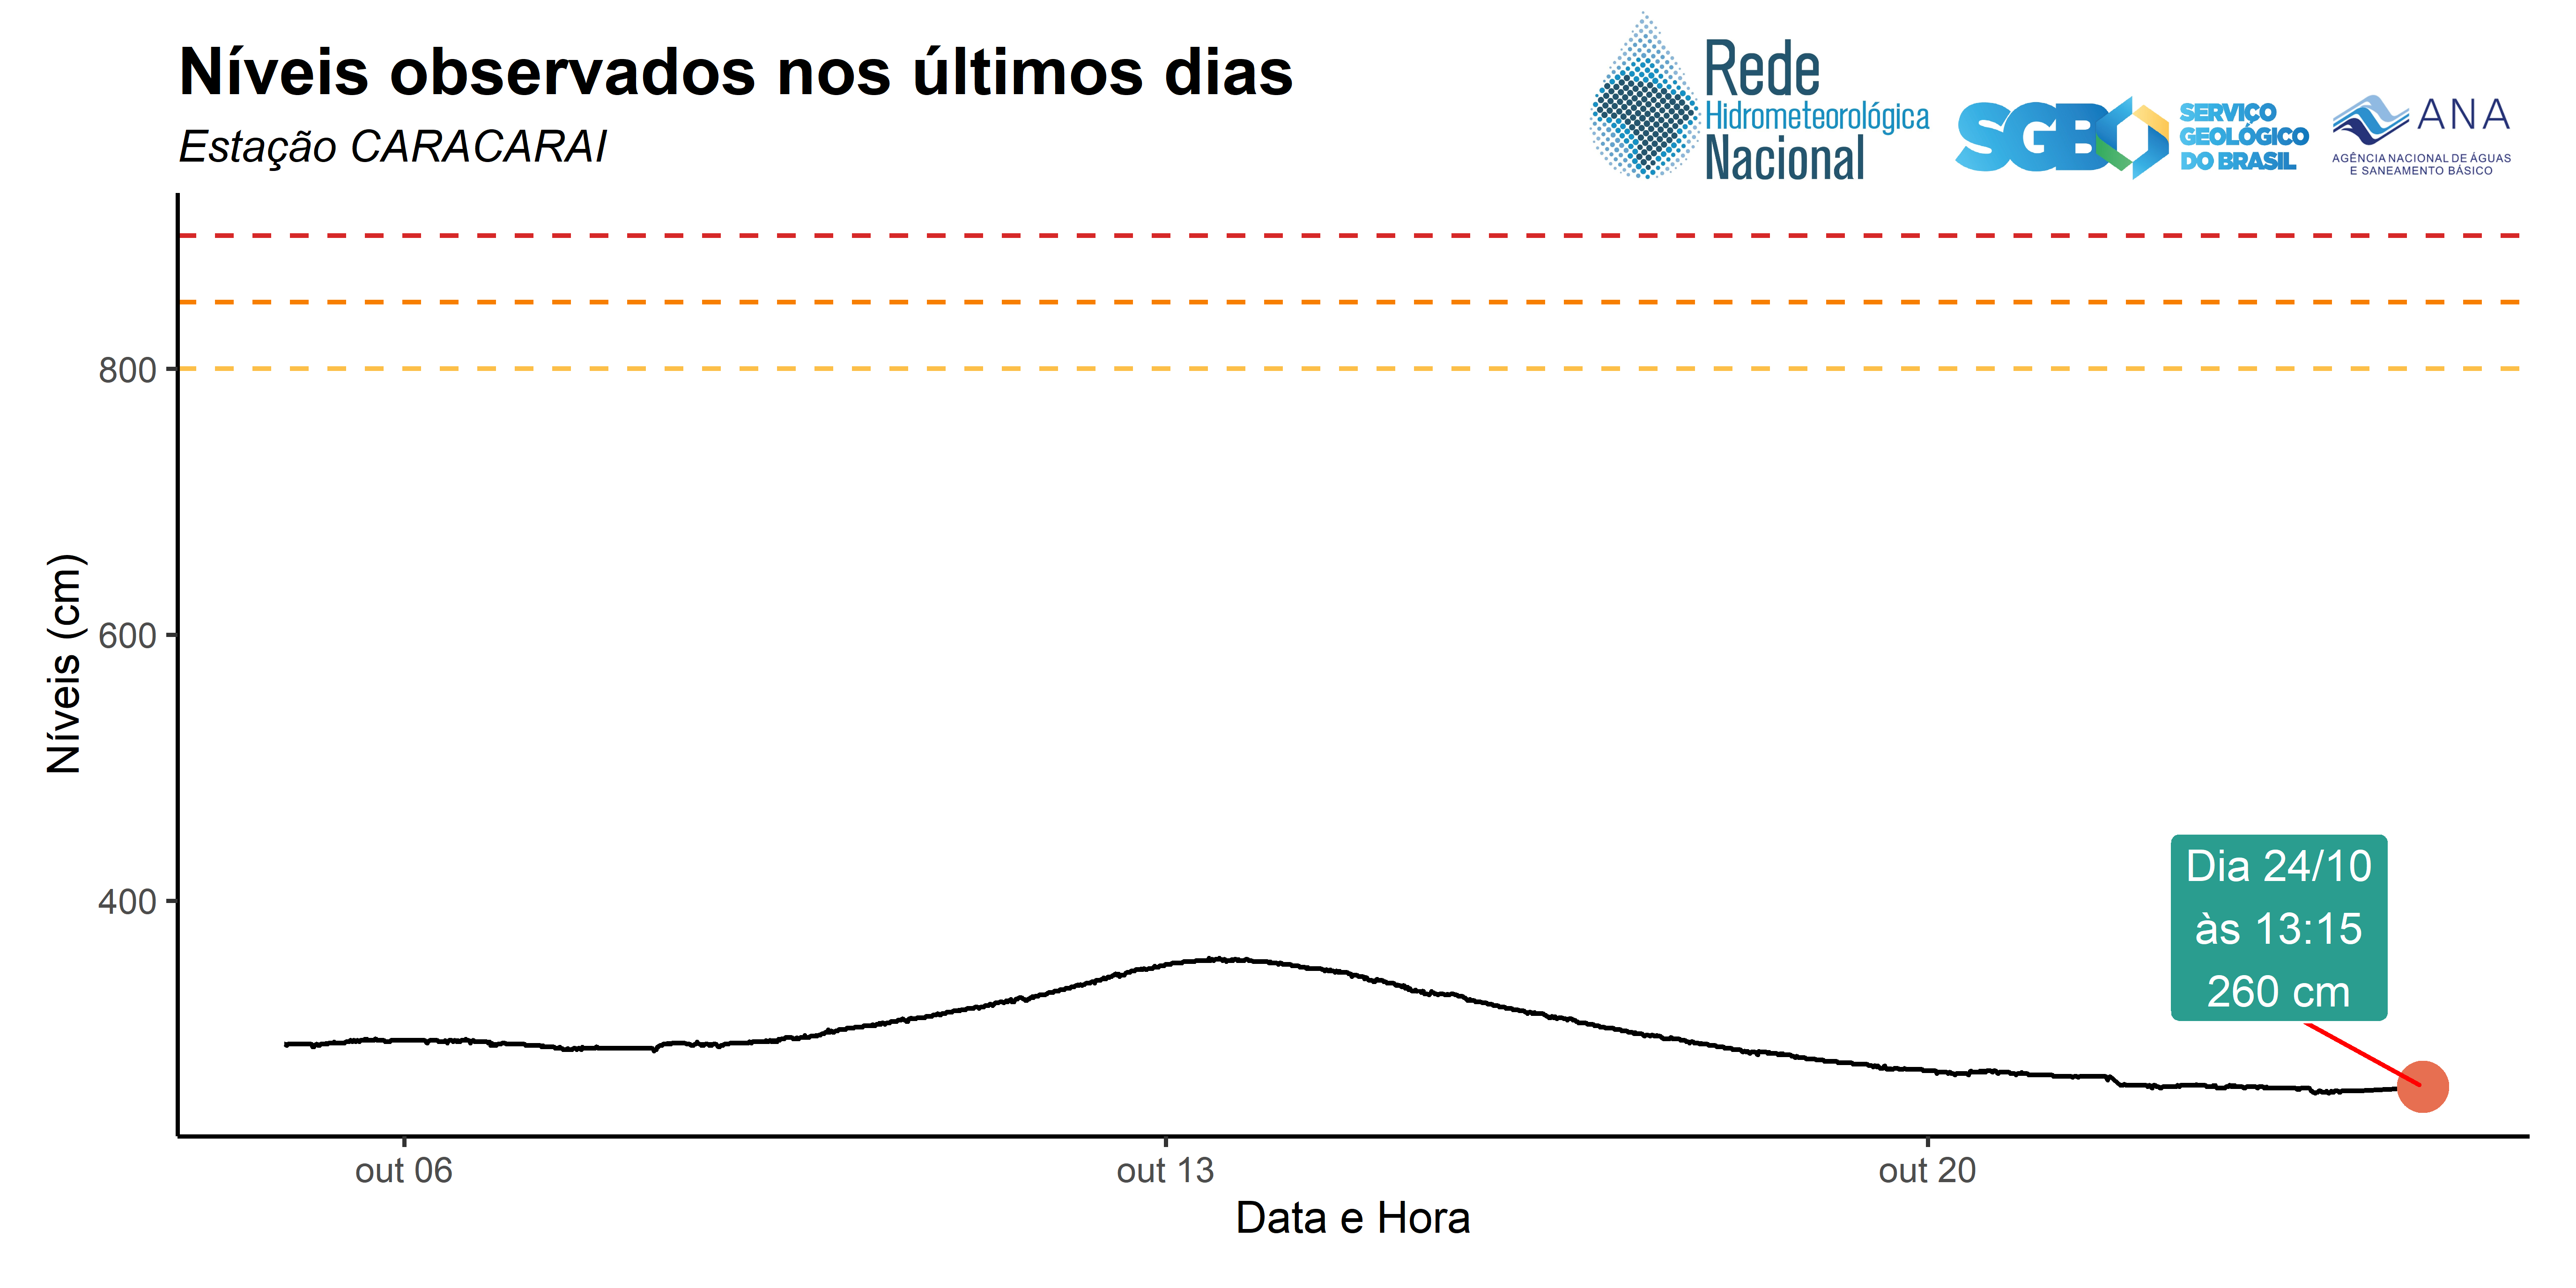 Níveis observados nos últimos dias
Estação CARACARAI
Rede
Hidrometeorológica
Nacional
SGB
SERVIÇO
GEOLÓGICO
DO BRASIL
ANA
AGÊNCIA NACIONAL DE ÁGUAS
E SANEAMENTO BÁSICO
Níveis (cm)
800
600
400
Dia 24/10
às 13:15
260 cm
out 06
out 13
out 20
Data e Hora